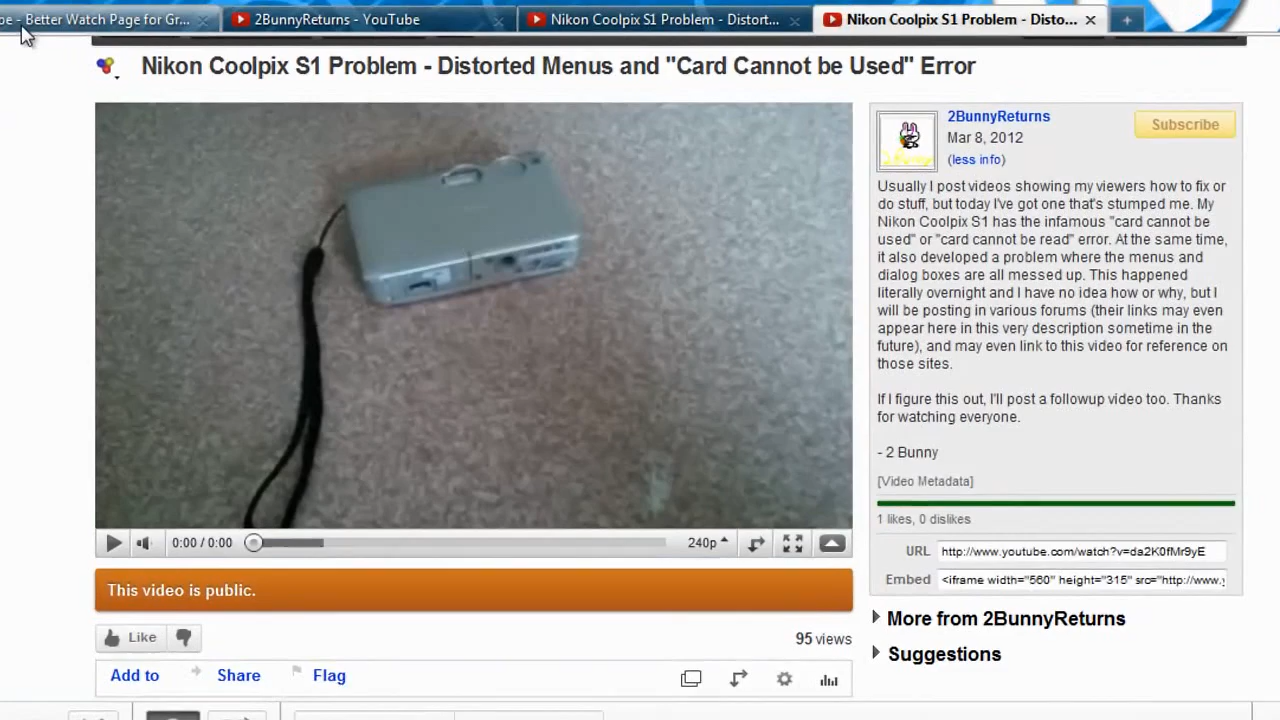 be - Better Watch Page for Gr...
2BunnyReturns - YouTube
Nikon Coolpix S1 Problem - Distort...
Nikon Coolpix S1 Problem - Disto...
Nikon Coolpix S1 Problem - Distorted Menus and "Card Cannot be Used" Error
2BunnyReturns
Subscribe
Mar 8, 2012
(less info)
Usually I post videos showing my viewers how to fix or
do stuff, but today I've got one that's stumped me. My
Nikon Coolpix S1 has the infamous "card cannot be
used" or "card cannot be read" error. At the same time,
it also developed a problem where the menus and
dialog boxes are all messed up. This happened
literally overnight and I have no idea how or why, but I
will be posting in various forums (their links may even
appear here in this very description sometime in the
future), and may even link to this video for reference on
those sites.
If I figure this out, I'll post a followup video too. Thanks
for watching everyone.
- 2 Bunny
[Video Metadata]
1 likes, 0 dislikes
URL http://www.youtube.com/watch?v=da2K0fMr9yE
Embed <iframe width="560" height="315" src="http://www.y
0:00 / 0:00
240p
This video is public.
Like
95 views
Add to
Share
Flag
More from 2BunnyReturns
Suggestions